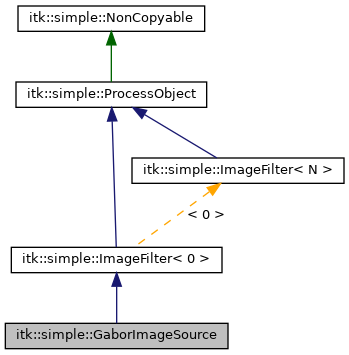 itk::simple::NonCopyable
itk::simple::ProcessObject
itk::simple::ImageFilter< N >
< 0 >
itk::simple::ImageFilter< 0 >
itk::simple::GaborImageSource